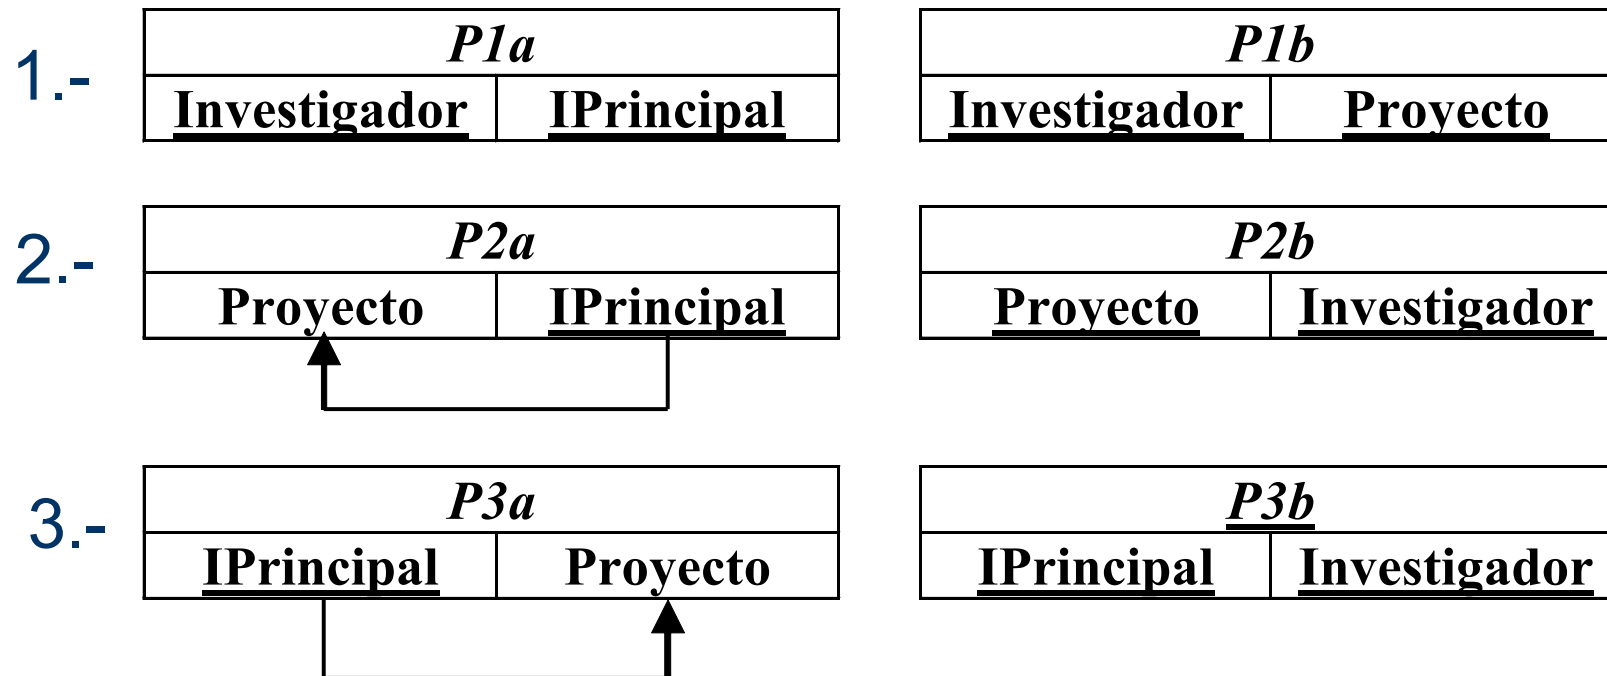 1.-
P1a
Investigador IPrincipal
P1b
Investigador Proyecto
2.-
P2a
Proyecto IPrincipal
P2b
Proyecto Investigador
3.-
P3a
IPrincipal Proyecto
P3b
IPrincipal Investigador